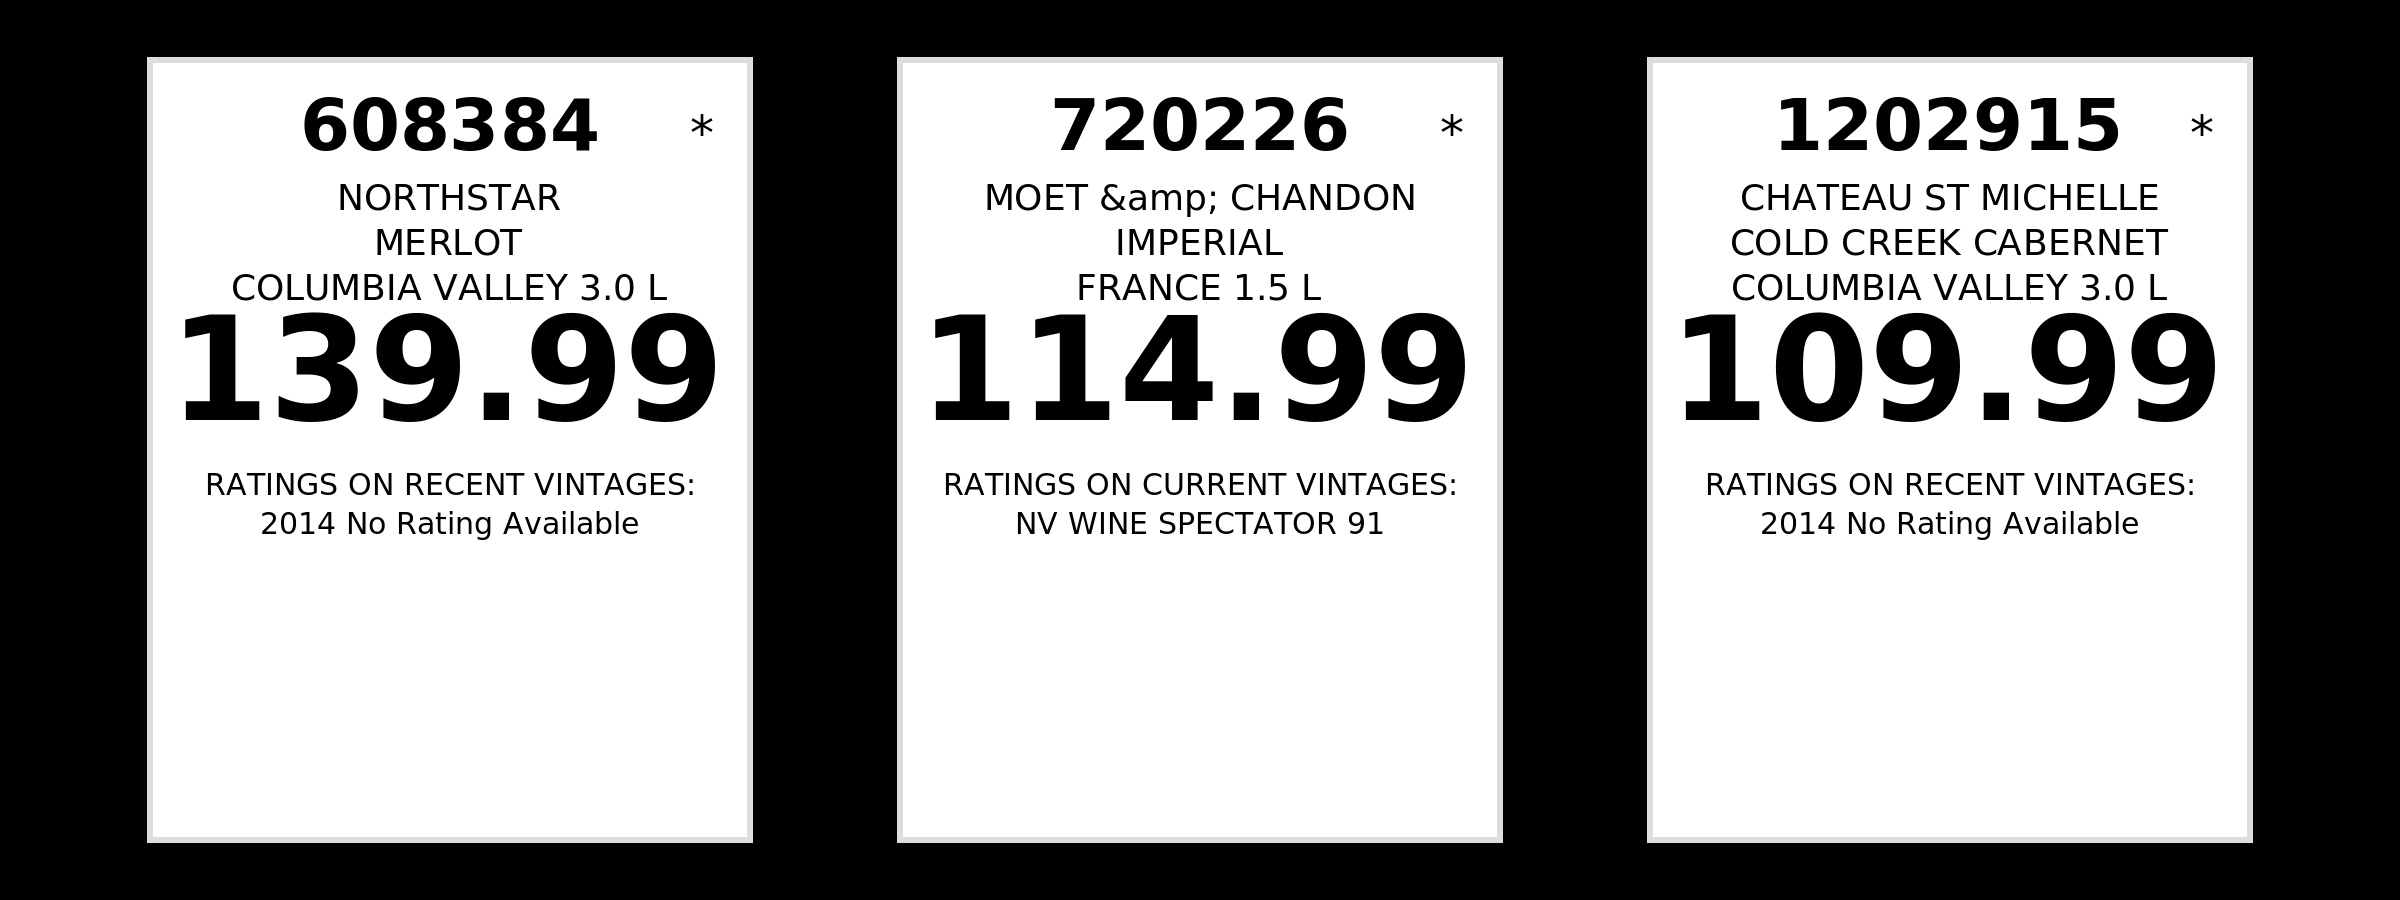 608384 *
NORTHSTAR
MERLOT
COLUMBIA VALLEY 3.0 L
139.99
RATINGS ON RECENT VINTAGES:
2014 No Rating Available
720226 *
MOET &amp; CHANDON
IMPERIAL
FRANCE 1.5 L
114.99
RATINGS ON CURRENT VINTAGES:
NV WINE SPECTATOR 91
1202915 *
CHATEAU ST MICHELLE
COLD CREEK CABERNET
COLUMBIA VALLEY 3.0 L
109.99
RATINGS ON RECENT VINTAGES:
2014 No Rating Available